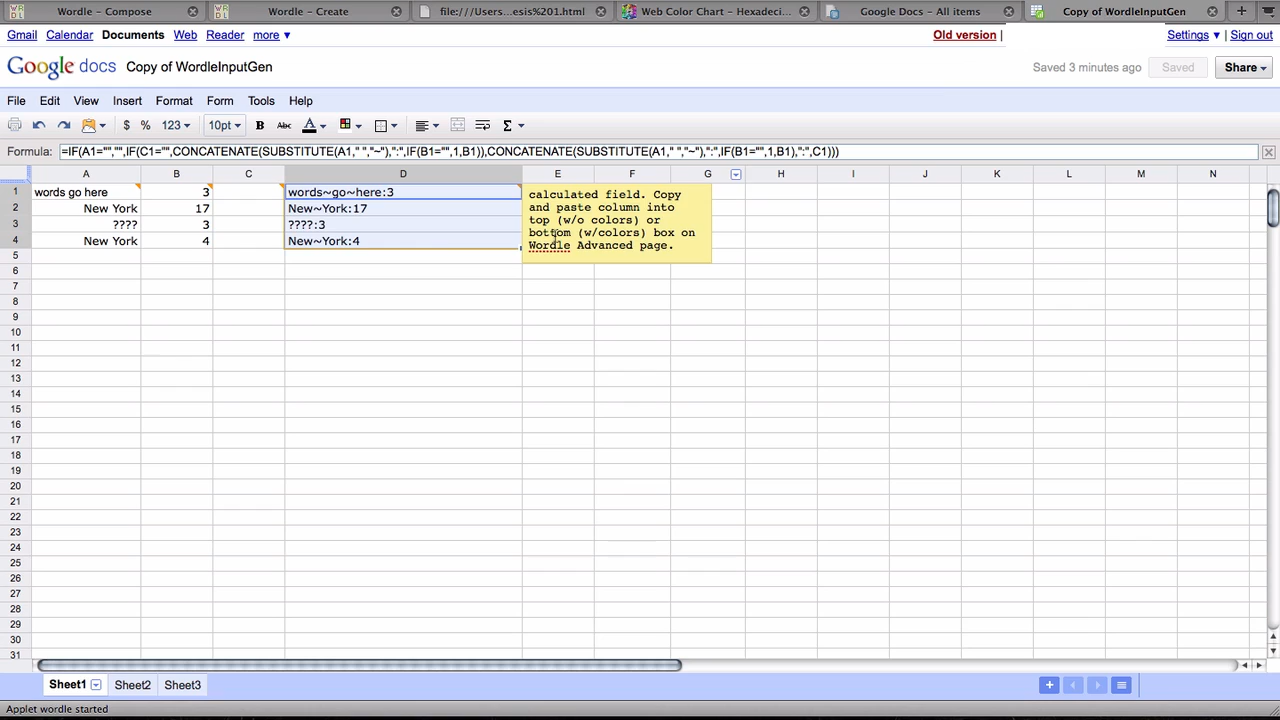 Wordle – Compose
Wordle – Create
file:///Users...esis%201.html
Web Color Chart – Hexadeci...
Google Docs – All items
Copy of WordleInputGen
Gmail Calendar Documents Web Reader more ▼
Old version | Settings ▼ | Sign out
Google docs Copy of WordleInputGen
Saved 3 minutes ago Saved Share
File Edit View Insert Format Form Tools Help
$ % 123 10pt B Abc A Σ
Formula: =IF(A1="","",IF(C1="",CONCATENATE(SUBSTITUTE(A1," ","~"),":",IF(B1="",1,B1)),CONCATENATE(SUBSTITUTE(A1," ","~"),":",IF(B1="",1,B1),":",C1)))
A B C D E F G H I J K L M N
1 words go here 3 words~go~here:3
2 New York 17 New~York:17
3 ???? 3 ????:3
4 New York 4 New~York:4
calculated field. Copy
and paste column into
top (w/o colors) or
bottom (w/colors) box on
Wordle Advanced page.
5
6
7
8
9
10
11
12
13
14
15
16
17
18
19
20
21
22
23
24
25
26
27
28
29
30
31
Sheet1 Sheet2 Sheet3
Applet wordle started